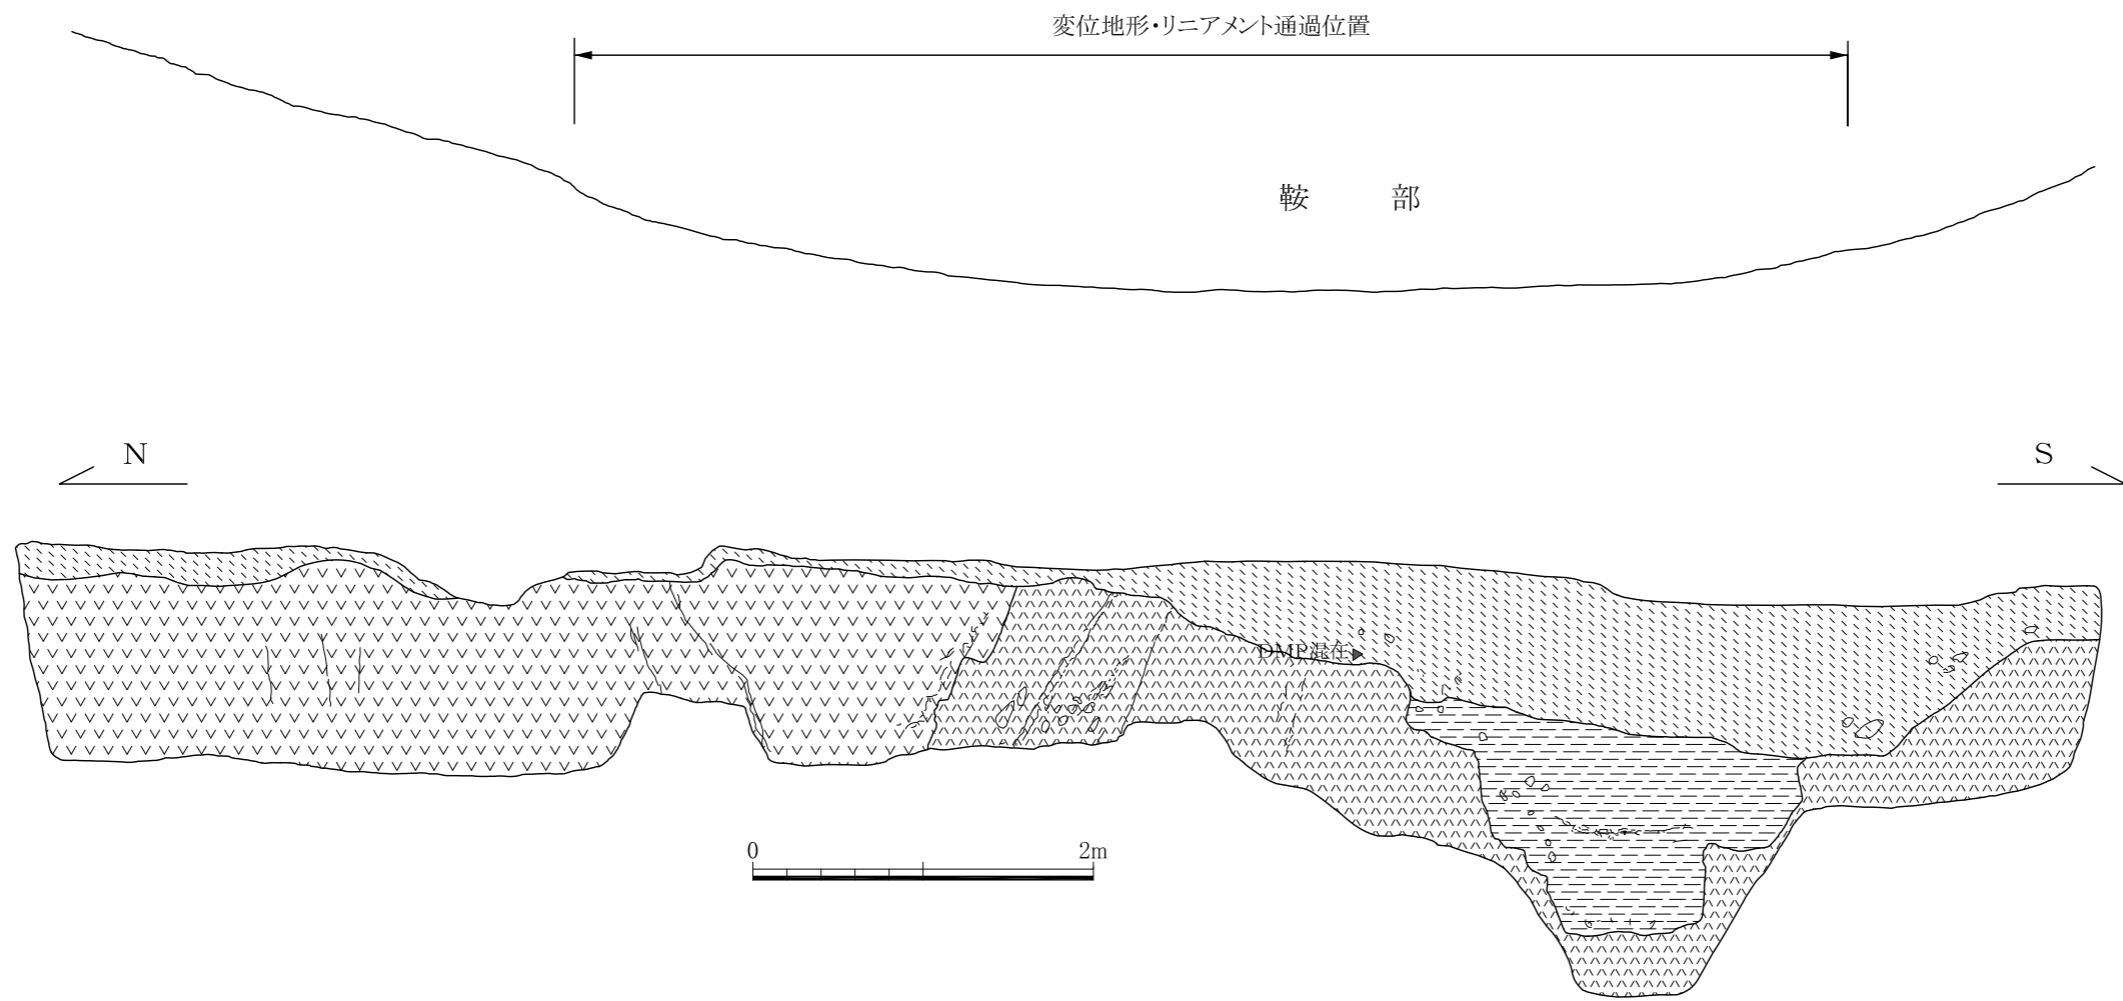 変位地形・リニアメント通過位置
鞍 部
N
S
DMP混在
0 2m